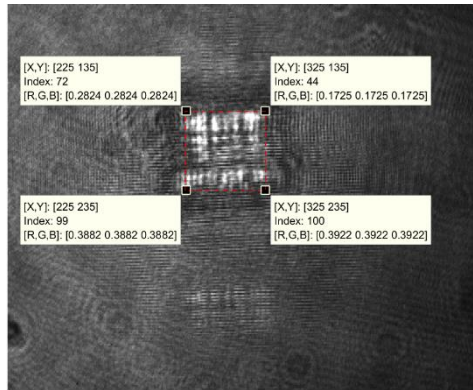 [X,Y]: [225 135]
Index: 72
[R,G,B]: [0.2824 0.2824 0.2824]
[X,Y]: [325 135]
Index: 44
[R,G,B]: [0.1725 0.1725 0.1725]
[X,Y]: [225 235]
Index: 99
[R,G,B]: [0.3882 0.3882 0.3882]
[X,Y]: [325 235]
Index: 100
[R,G,B]: [0.3922 0.3922 0.3922]